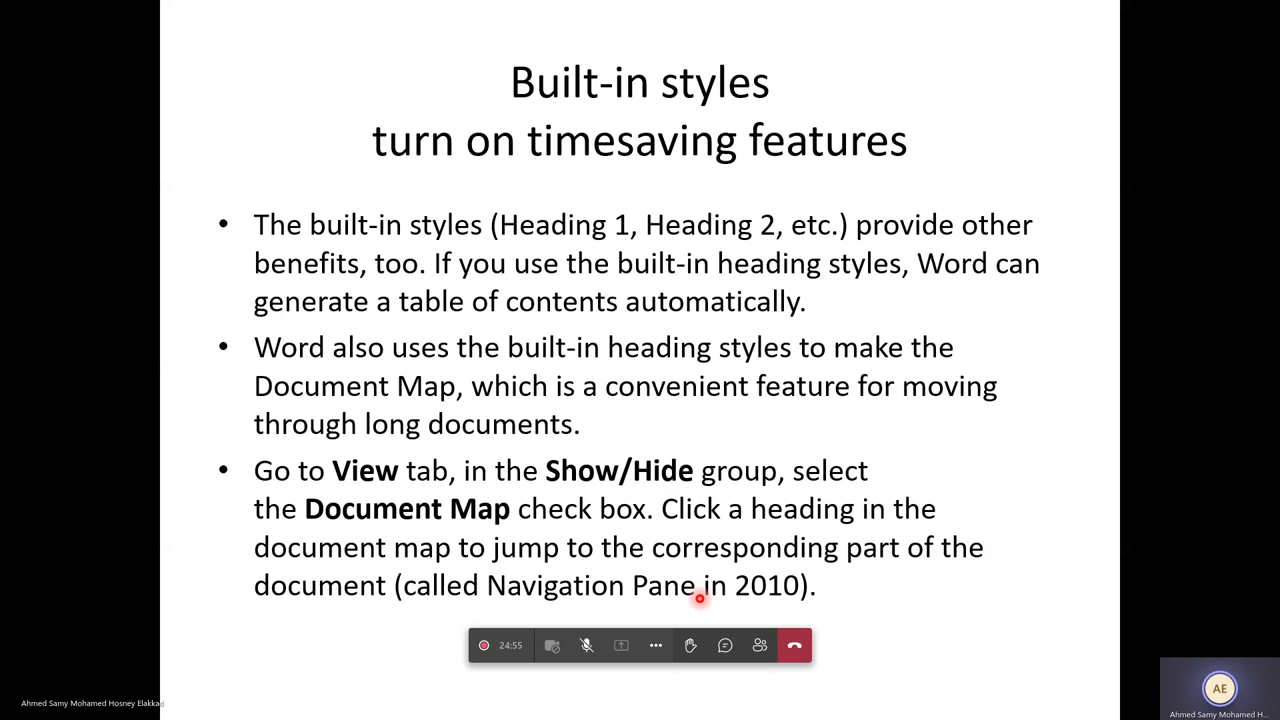 Built-in styles
turn on timesaving features
• The built-in styles (Heading 1, Heading 2, etc.) provide other
benefits, too. If you use the built-in heading styles, Word can
generate a table of contents automatically.
• Word also uses the built-in heading styles to make the
Document Map, which is a convenient feature for moving
through long documents.
• Go to View tab, in the Show/Hide group, select
the Document Map check box. Click a heading in the
document map to jump to the corresponding part of the
document (called Navigation Pane in 2010).
24:55
AE
Ahmed Samy Mohamed Hosney Elakkad
Ahmed Samy Mohamed H...